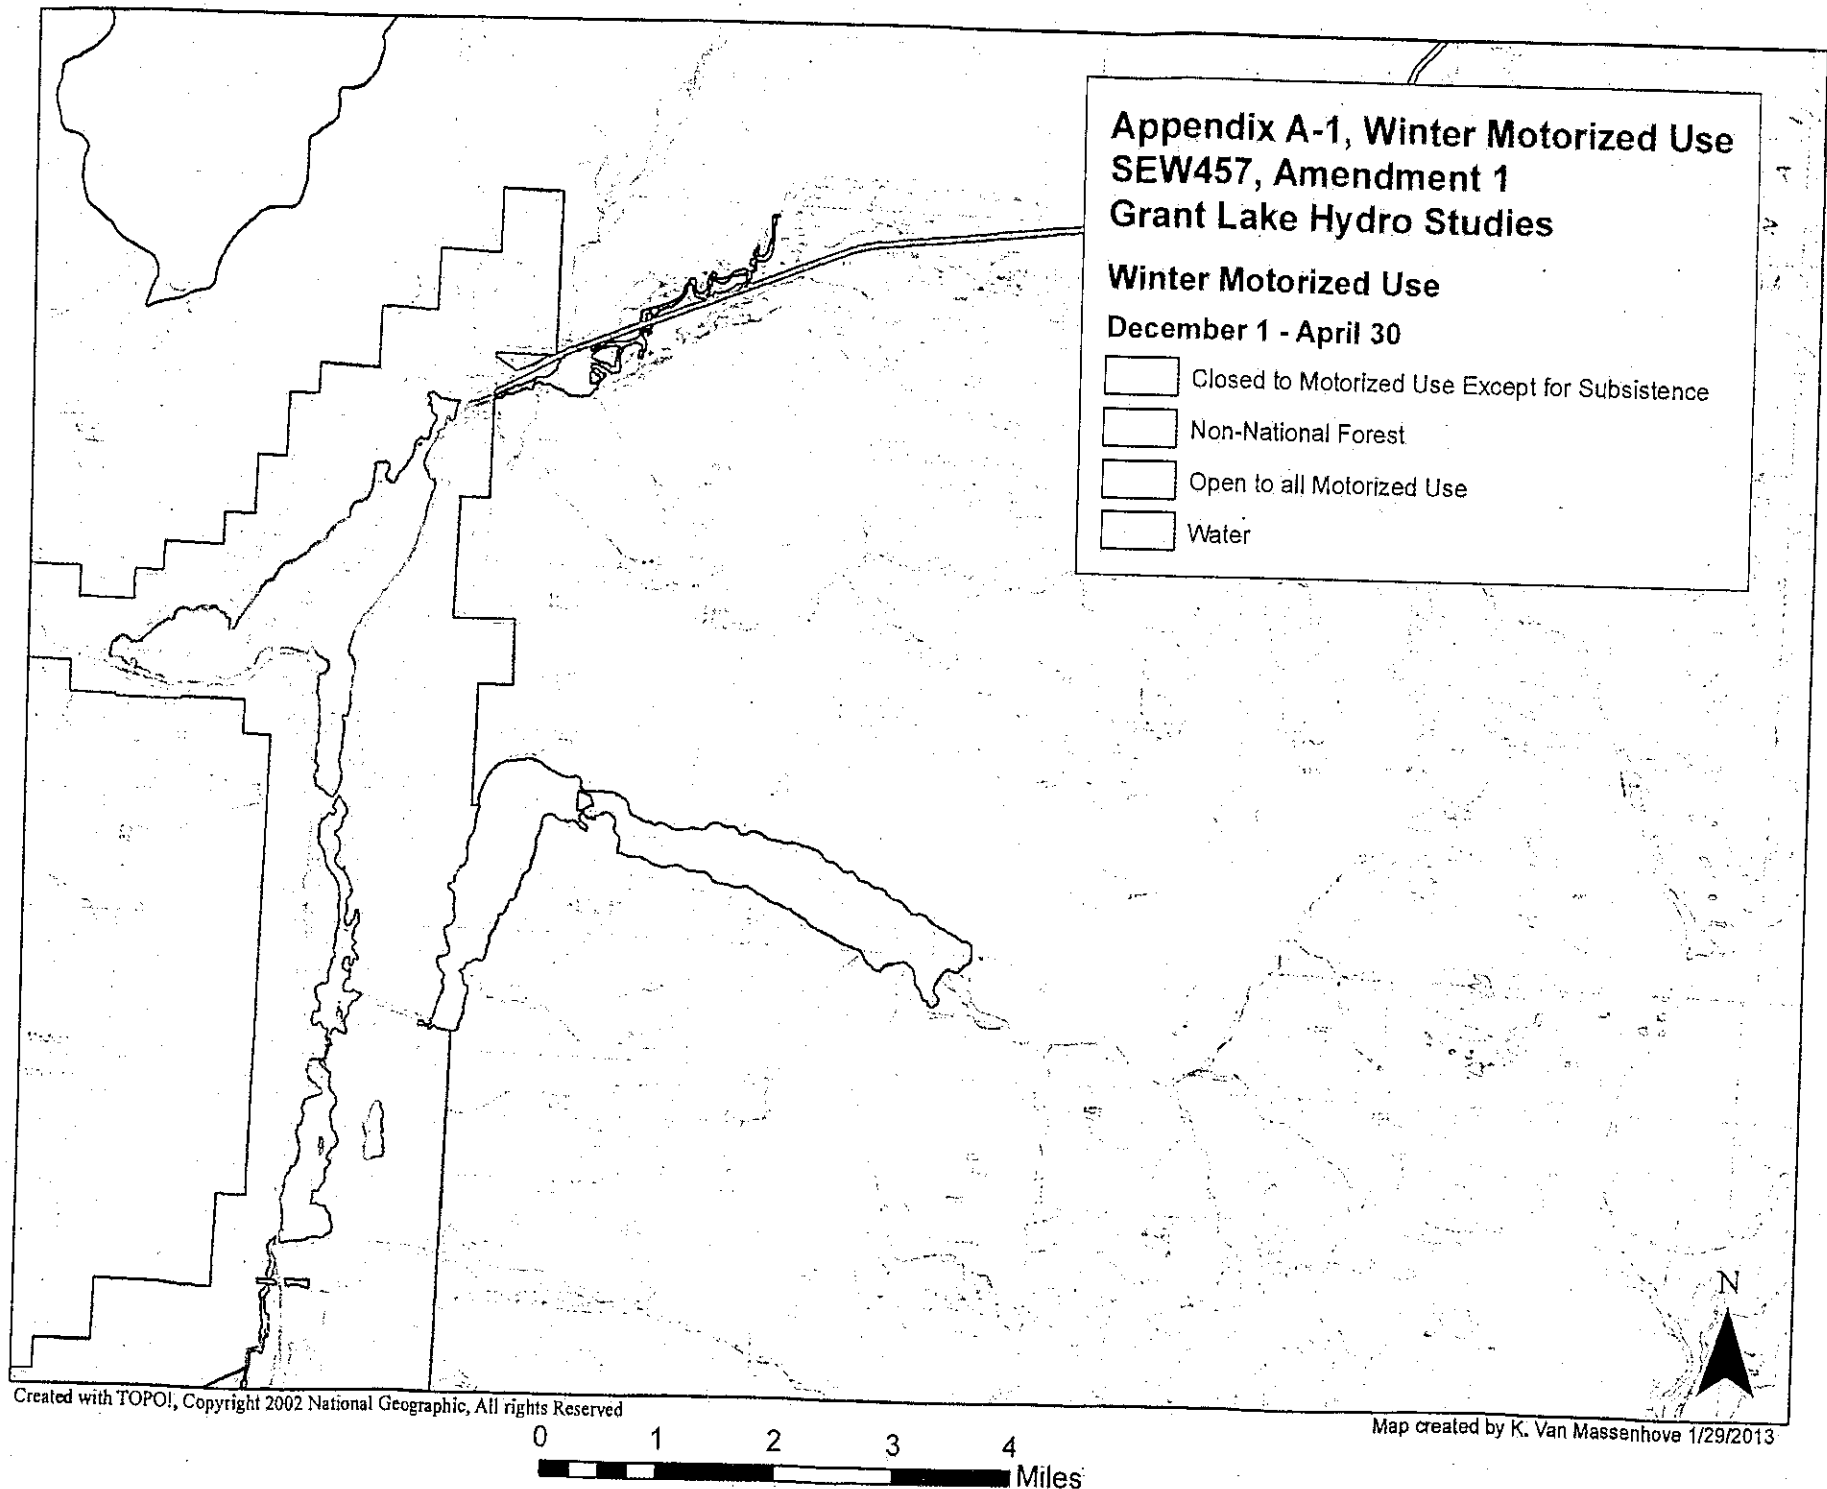 Appendix A-1, Winter Motorized Use
SEW457, Amendment 1
Grant Lake Hydro Studies
Winter Motorized Use
December 1 - April 30
Closed to Motorized Use Except for Subsistence
Non-National Forest
Open to all Motorized Use
Water
N
Created with TOPO!, Copyright 2002 National Geographic, All rights Reserved
Map created by K. Van Massenhove 1/29/2013
0 1 2 3 4
Miles